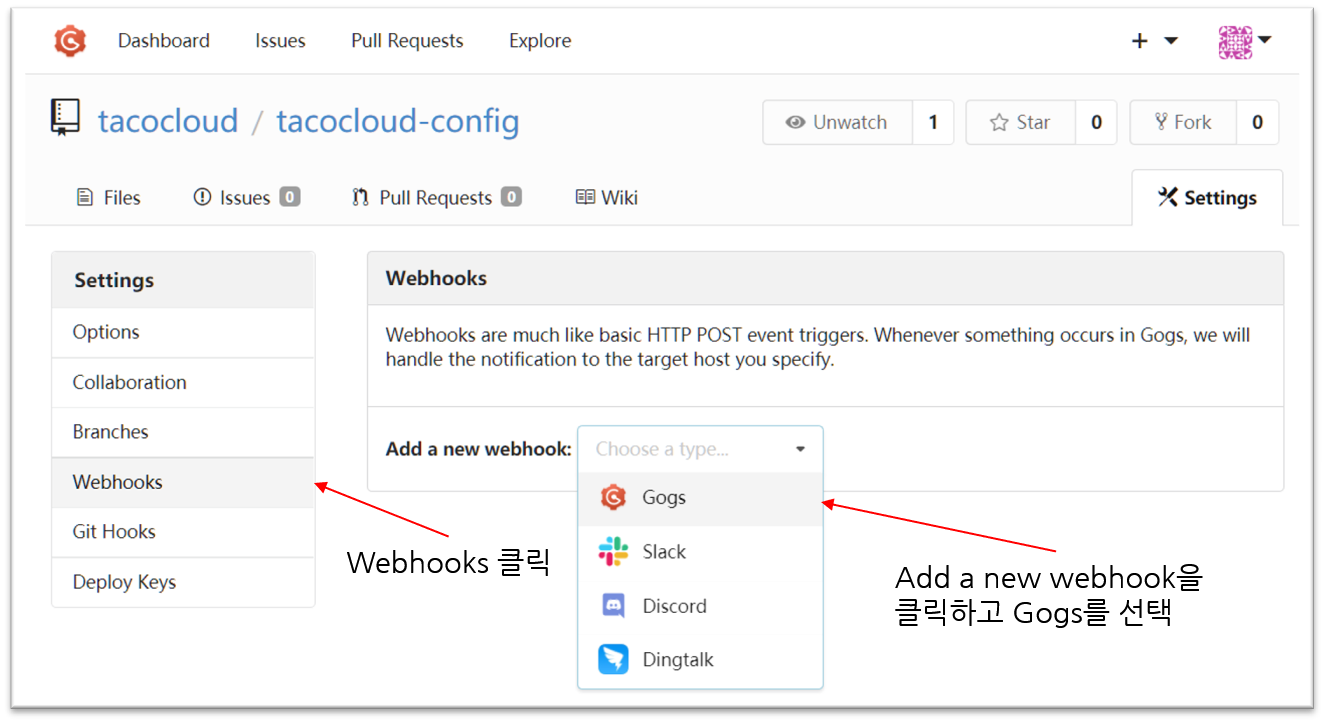 Dashboard Issues Pull Requests Explore
tacocloud / tacocloud-config
Unwatch 1 Star 0 Fork 0
Files Issues 0 Pull Requests 0 Wiki Settings
Settings
Options
Collaboration
Branches
Webhooks
Git Hooks
Deploy Keys
Webhooks
Webhooks are much like basic HTTP POST event triggers. Whenever something occurs in Gogs, we will
handle the notification to the target host you specify.
Add a new webhook: Choose a type...
Gogs
Slack
Discord
Dingtalk
Webhooks 클릭
Add a new webhook을
클릭하고 Gogs를 선택